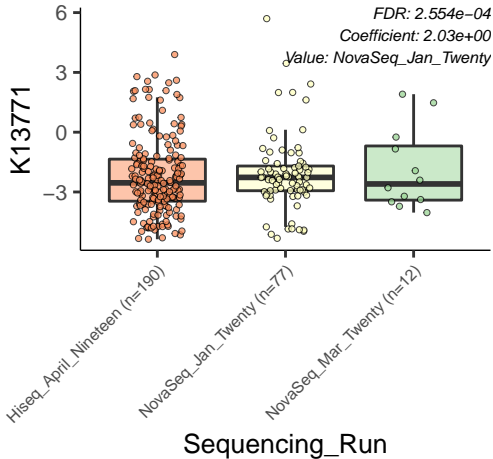 FDR: 2.554e−04
Coefficient: 2.03e+00
Value: NovaSeq_Jan_Twenty
6
3
0
−3
K13771
Hiseq_April_Nineteen (n=190)
NovaSeq_Jan_Twenty (n=77)
NovaSeq_Mar_Twenty (n=12)
Sequencing_Run